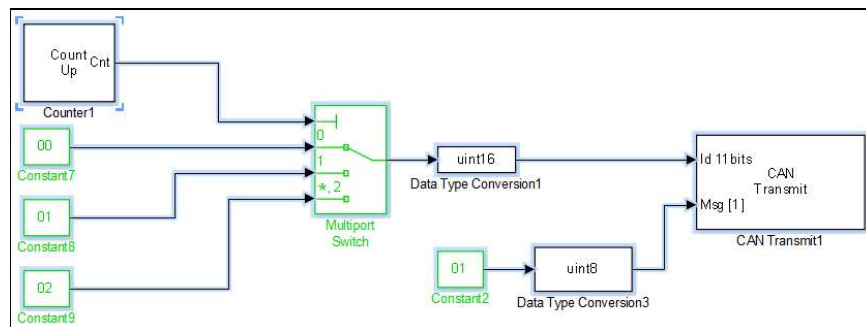 Count
Up
Cnt
Counter1
00
Constant7
01
Constant8
02
Constant9
0
1
*, 2
Multiport
Switch
uint16
Data Type Conversion1
01
Constant2
uint8
Data Type Conversion3
Id 11bits
CAN
Transmit
Msg [1]
CAN Transmit1